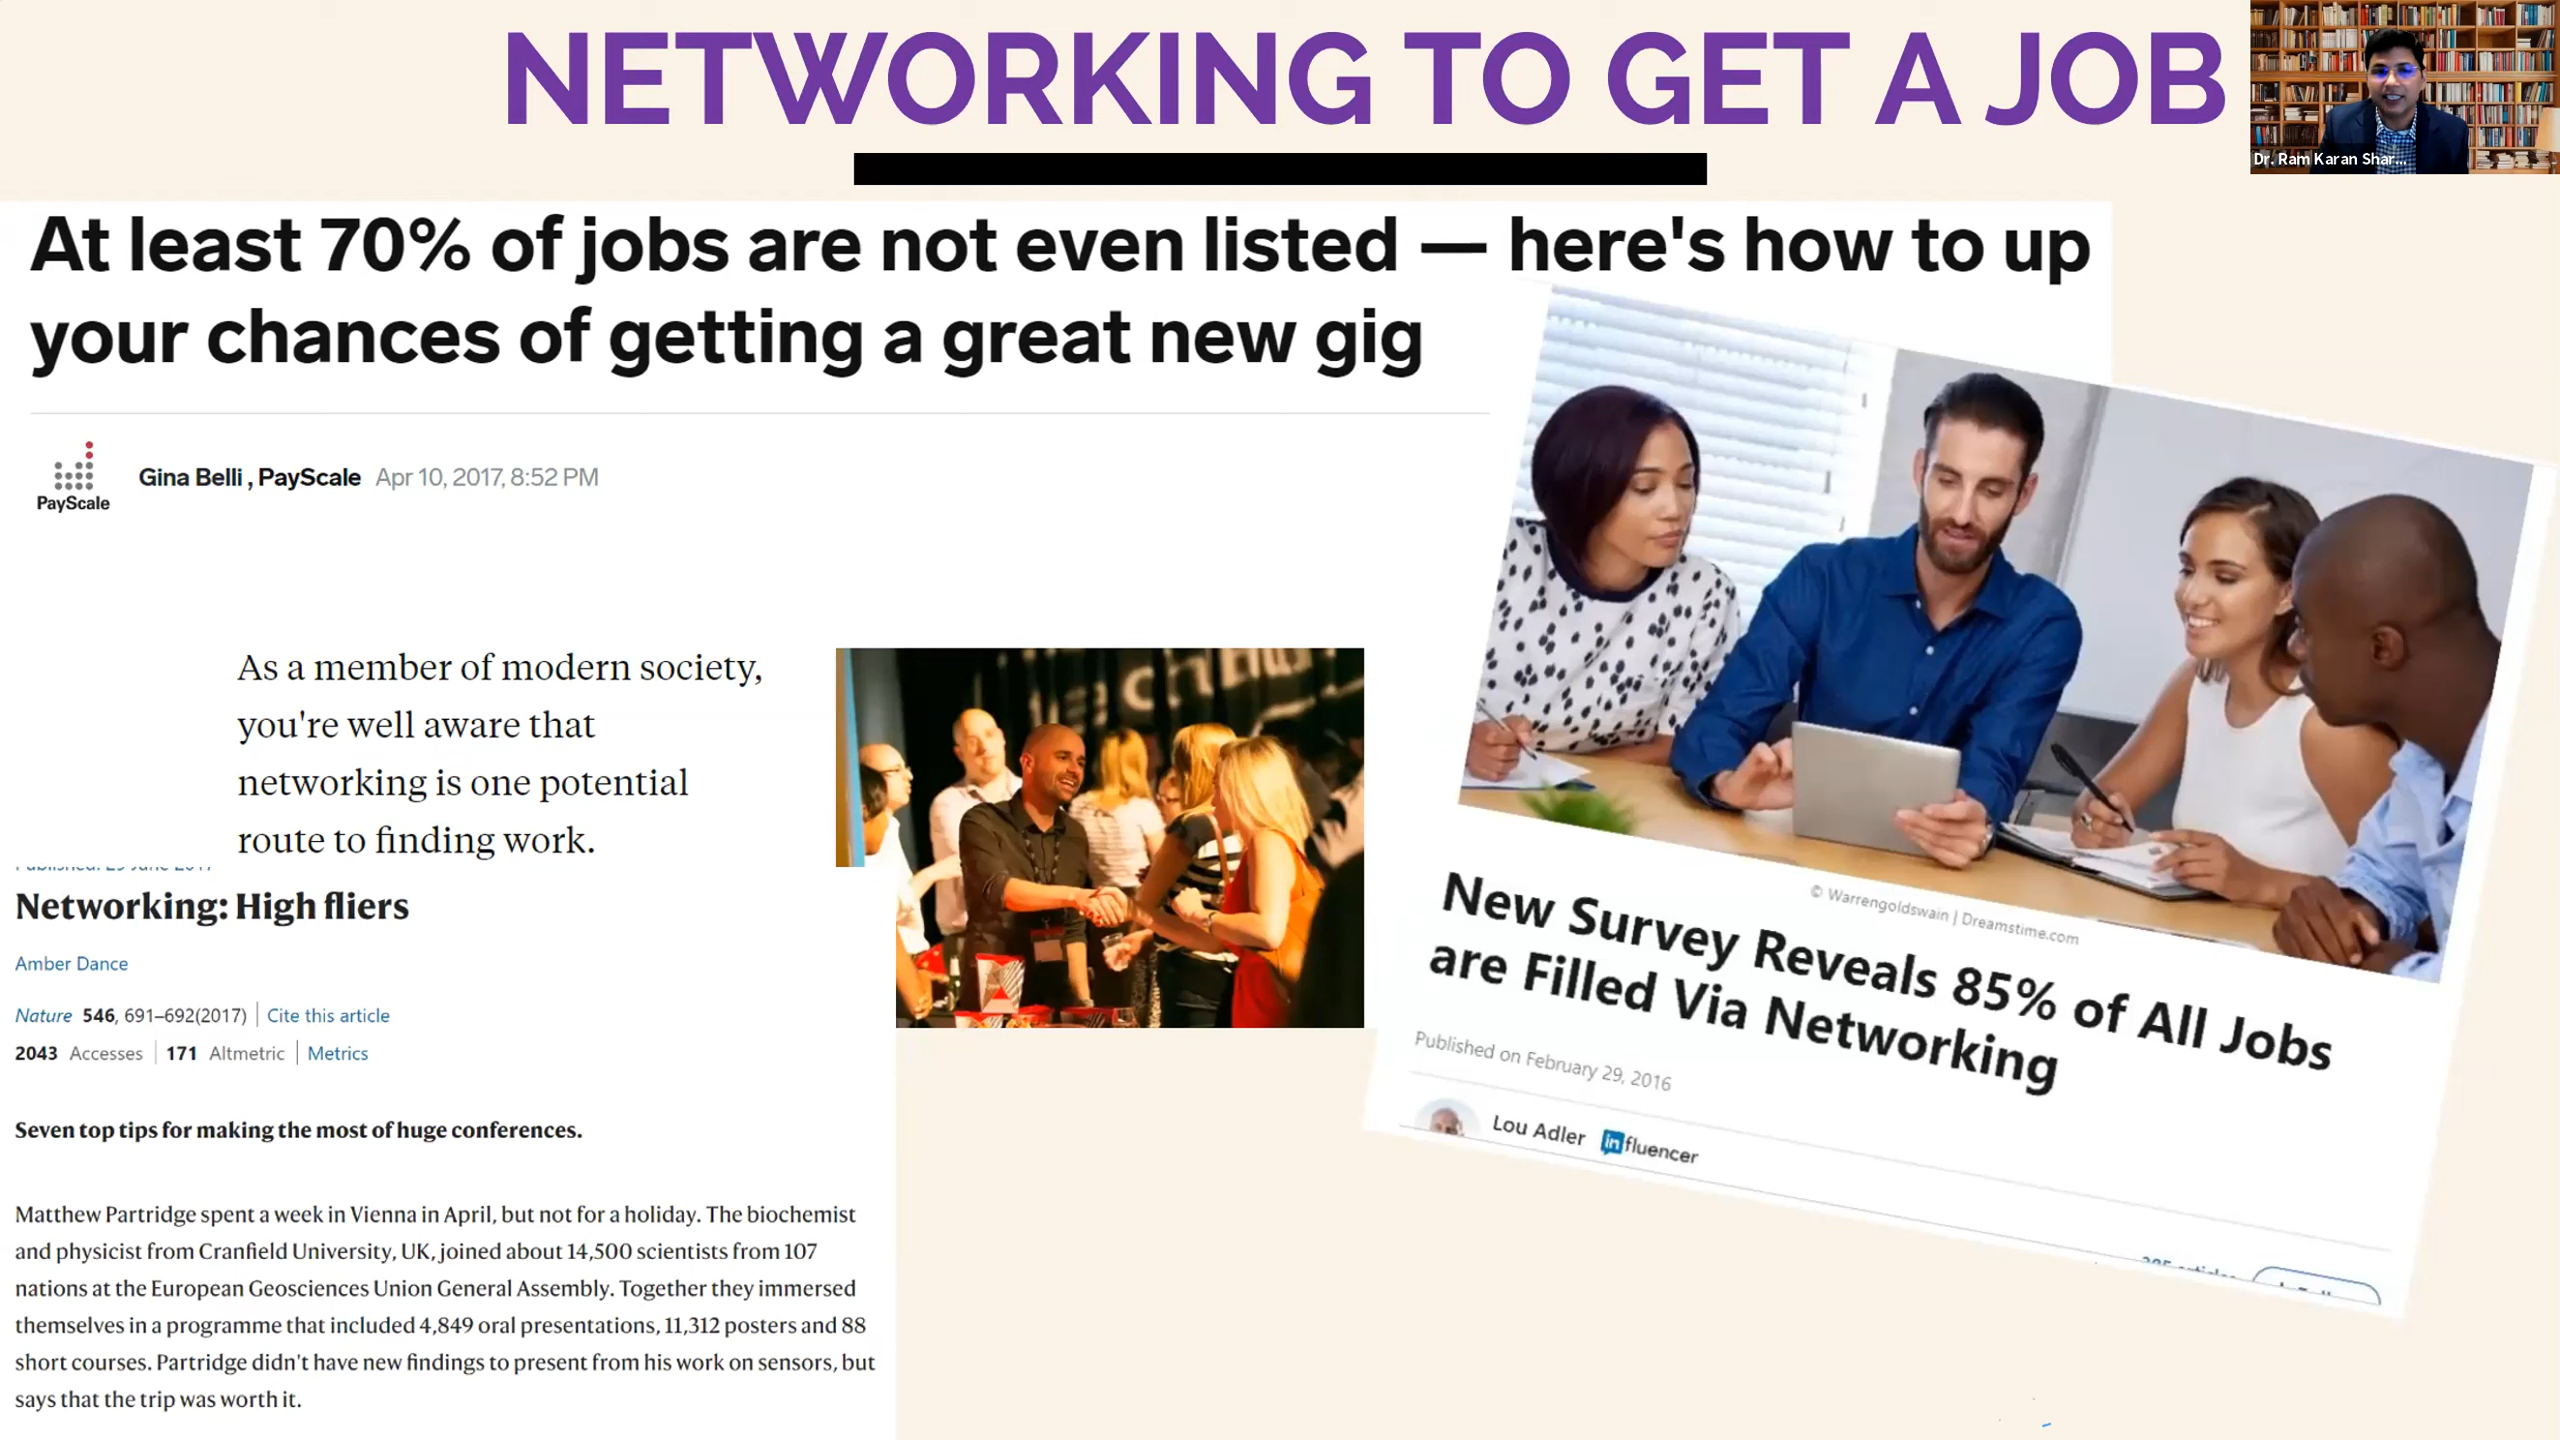 NETWORKING TO GET A JOB
Dr. Ram Karan Shar...
At least 70% of jobs are not even listed — here's how to up
your chances of getting a great new gig
PayScale
Gina Belli , PayScale Apr 10, 2017, 8:52 PM
As a member of modern society,
you're well aware that
networking is one potential
route to finding work.
Networking: High fliers
Amber Dance
Nature 546, 691–692(2017) | Cite this article
2043 Accesses | 171 Altmetric | Metrics
Seven top tips for making the most of huge conferences.
Matthew Partridge spent a week in Vienna in April, but not for a holiday. The biochemist
and physicist from Cranfield University, UK, joined about 14,500 scientists from 107
nations at the European Geosciences Union General Assembly. Together they immersed
themselves in a programme that included 4,849 oral presentations, 11,312 posters and 88
short courses. Partridge didn't have new findings to present from his work on sensors, but
says that the trip was worth it.
© Warrengoldswain | Dreamstime.com
New Survey Reveals 85% of All Jobs
are Filled Via Networking
Published on February 29, 2016
Lou Adler influencer